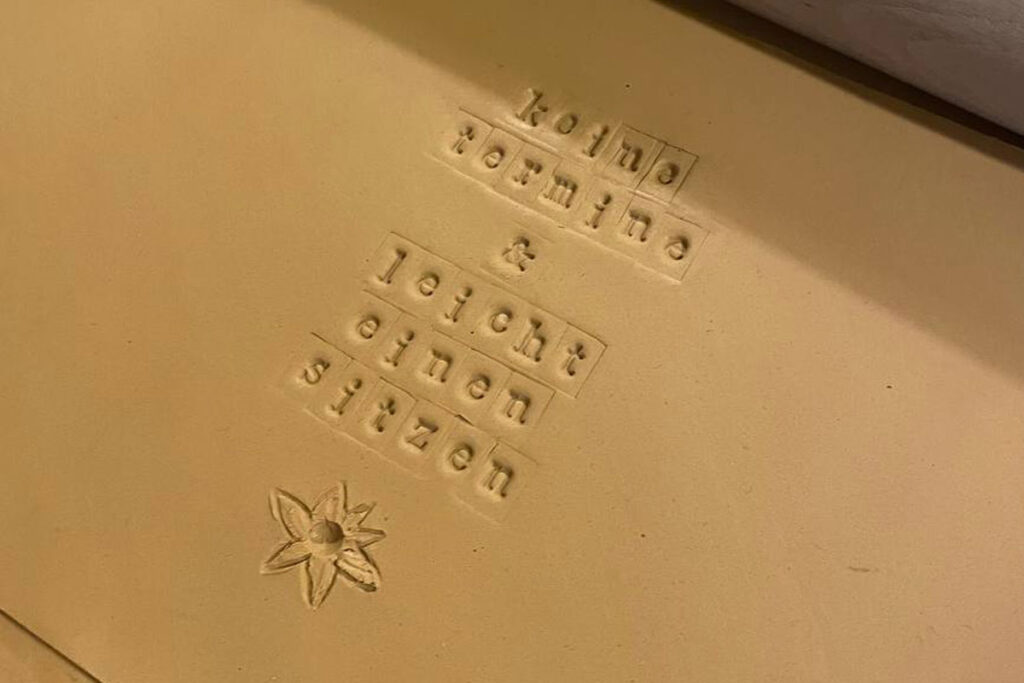 keine
termine
&
leicht
einen
sitzen